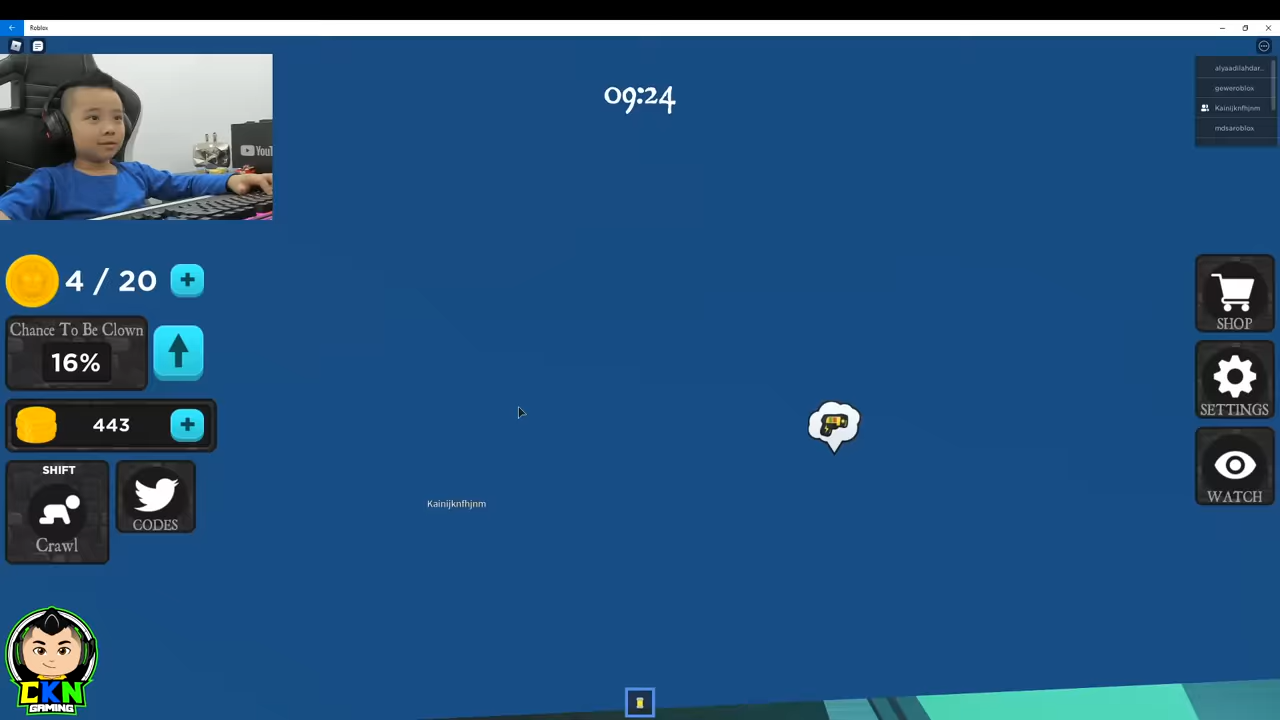 Roblox
09:24
alyaadilahdar...
geweroblox
Kainijknfhjnm
mdsaroblox
YouT
4 / 20
Chance To Be Clown
16%
443
SHIFT
Crawl
CODES
SHOP
SETTINGS
WATCH
Kainijknfhjnm
CKN
GAMING